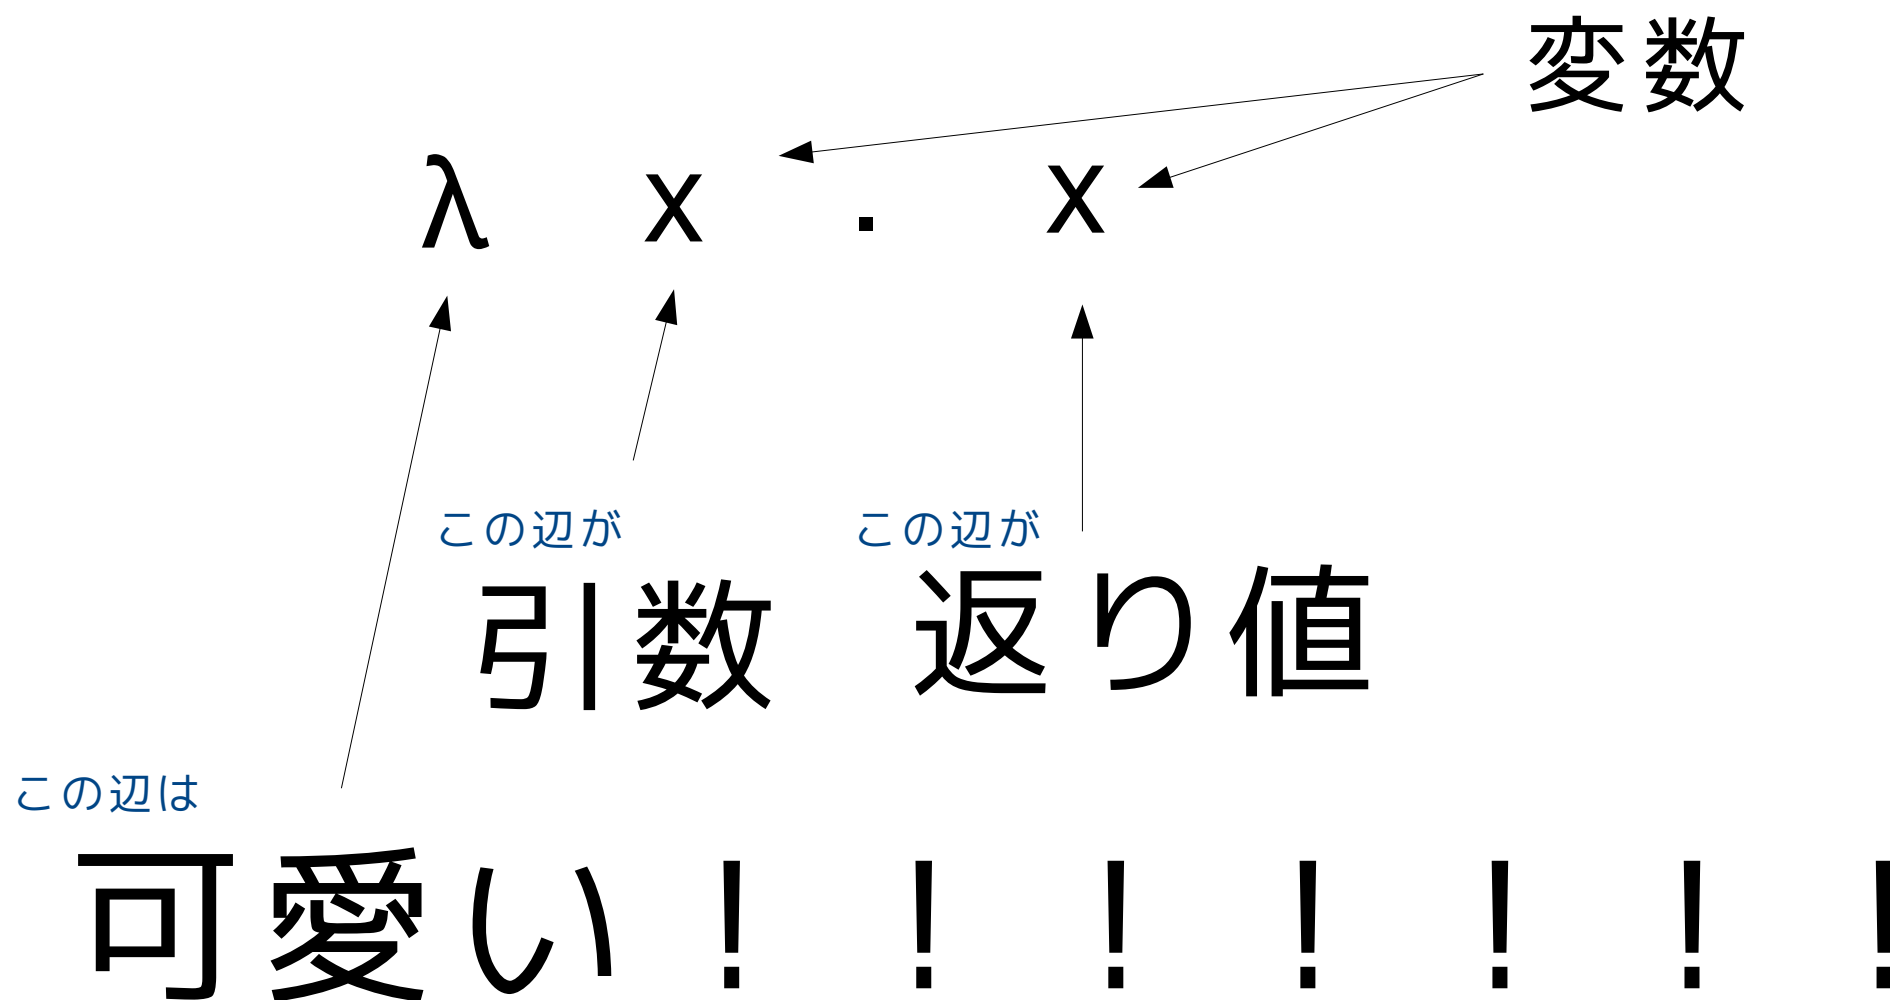 変数
λ x . x
この辺が この辺が
引数 返り値
この辺は
可愛い！！！！！！！